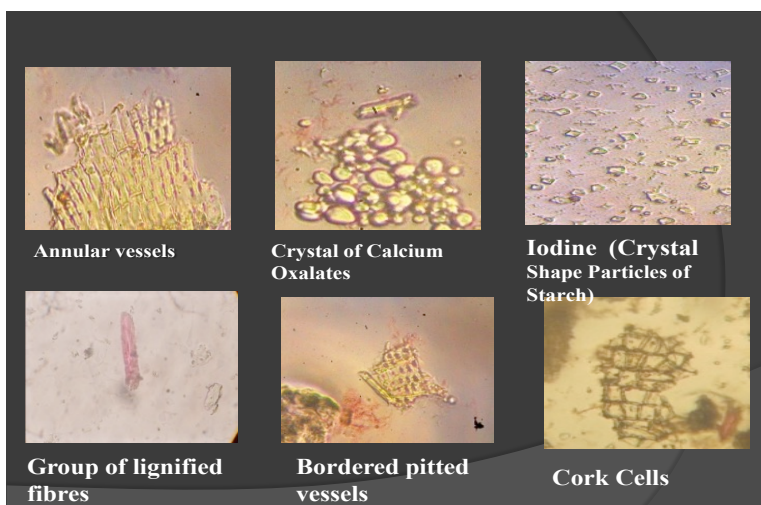 Annular vessels
Crystal of Calcium
Oxalates
Iodine (Crystal
Shape Particles of
Starch)
Group of lignified
fibres
Bordered pitted
vessels
Cork Cells